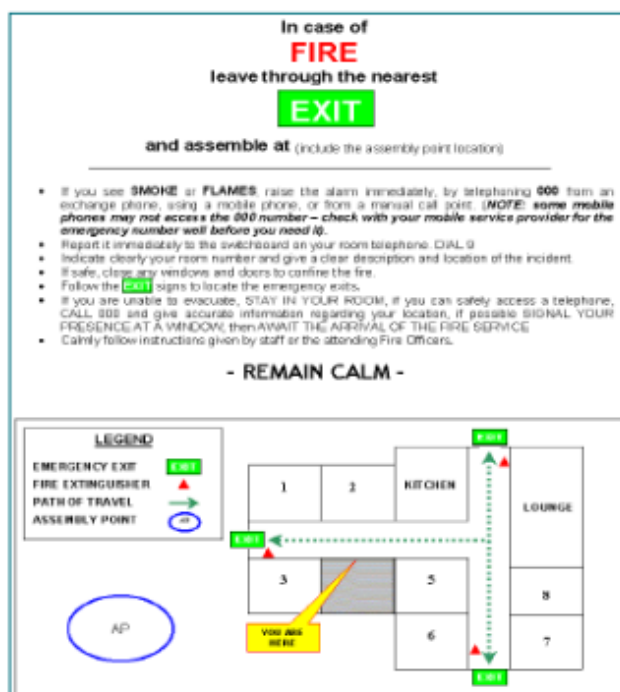 In case of
FIRE
leave through the nearest
EXIT
and assemble at (include the assembly point location)
• If you see SMOKE or FLAMES, raise the alarm immediately, by telephoning 000 from an
exchange phone, using a mobile phone, or from a manual call point. (NOTE: some mobile
phones may not access the 000 number – check with your mobile service provider for the
emergency number well before you need it).
• Report it immediately to the switchboard on your room telephone. DIAL 9
• Indicate clearly your room number and give a clear description and location of the incident.
• If safe, close any windows and doors to confine the fire.
• Follow the EXIT signs to locate the emergency exits.
• If you are unable to evacuate, STAY IN YOUR ROOM, if you can safely access a telephone,
CALL 000 and give accurate information regarding your location, if possible SIGNAL YOUR
PRESENCE AT A WINDOW, then AWAIT THE ARRIVAL OF THE FIRE SERVICE
• Calmly follow instructions given by staff or the attending Fire Officers.
- REMAIN CALM -
LEGEND
EMERGENCY EXIT EXIT
FIRE EXTINGUISHER
PATH OF TRAVEL
ASSEMBLY POINT AP
EXIT
1
2
KITCHEN
LOUNGE
EXIT
3
5
8
AP
YOU ARE
HERE
6
7
EXIT